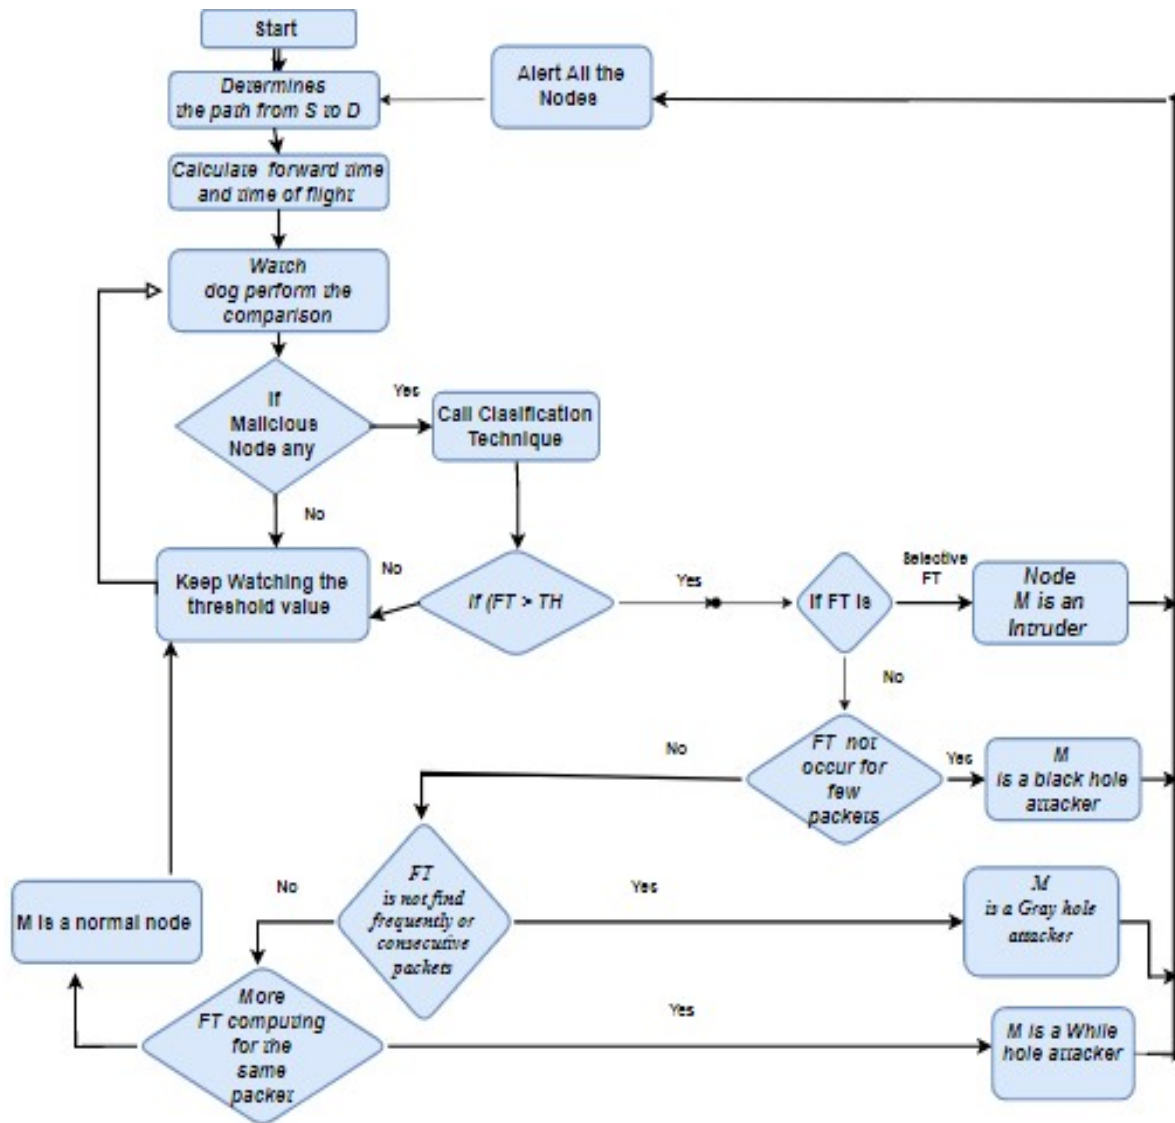 Start
Determines
the path from S to D
Alert All the
Nodes
Calculate forward time
and time of flight
Watch
dog perform the
comparison
If
Malicious
Node any
Yes
Call Clasification
Technique
No
Keep Watching the
threshold value
No
If (FT > TH
Yes
If FT Is
Selective
FT
Node
M is an
Intruder
No
FT not
occur for
few
packets
Yes
M
is a black hole
attacker
No
FT
is not find
frequently or
consecutive
packets
Yes
M
is a Gray hole
attacker
No
M Is a normal node
More
FT computing
for the
same
packer
Yes
M is a While
hole attacker